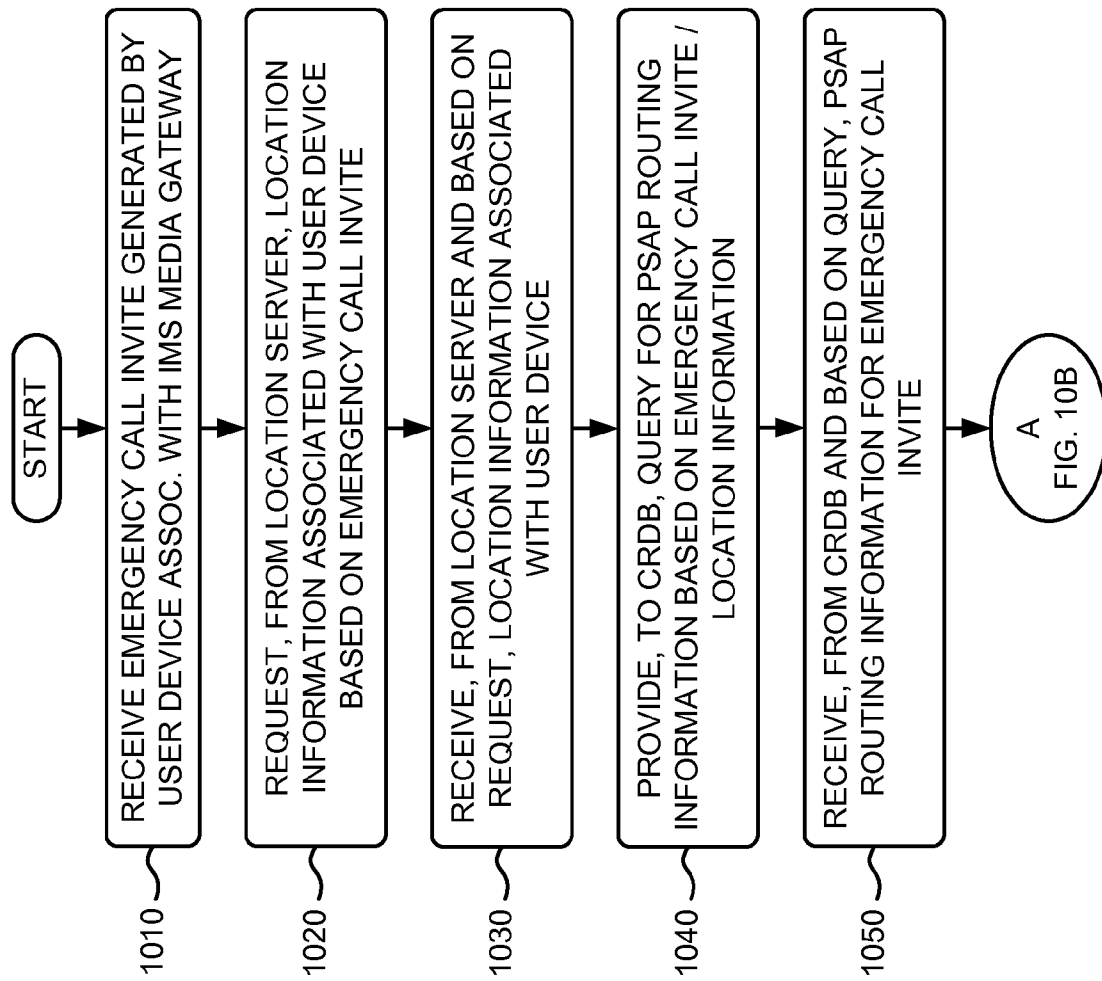 START
1010
RECEIVE EMERGENCY CALL INVITE GENERATED BY
USER DEVICE ASSOC. WITH IMS MEDIA GATEWAY
1020
REQUEST, FROM LOCATION SERVER, LOCATION
INFORMATION ASSOCIATED WITH USER DEVICE
BASED ON EMERGENCY CALL INVITE
1030
RECEIVE, FROM LOCATION SERVER AND BASED ON
REQUEST, LOCATION INFORMATION ASSOCIATED
WITH USER DEVICE
1040
PROVIDE, TO CRDB, QUERY FOR PSAP ROUTING
INFORMATION BASED ON EMERGENCY CALL INVITE /
LOCATION INFORMATION
1050
RECEIVE, FROM CRDB AND BASED ON QUERY, PSAP
ROUTING INFORMATION FOR EMERGENCY CALL
INVITE
A
FIG. 10B